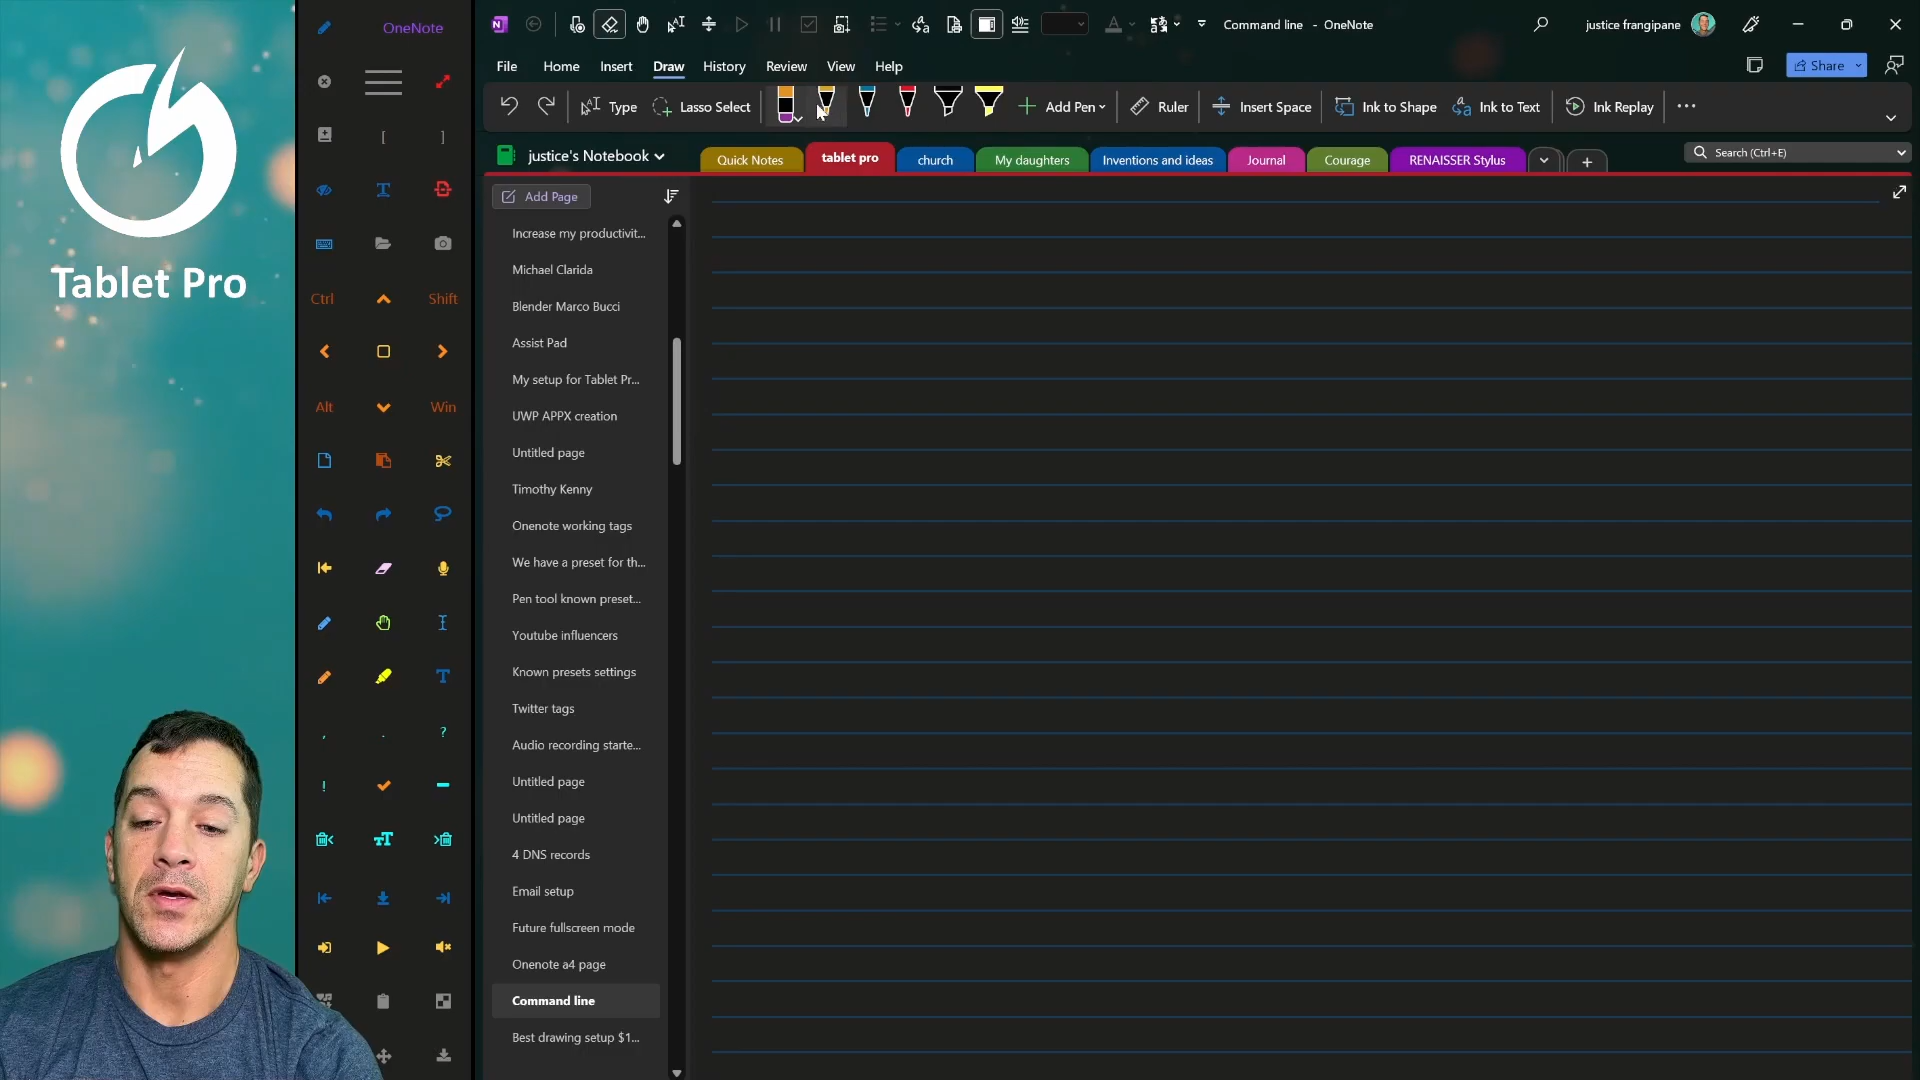 Tablet Pro
OneNote
[ ]
Ctrl Shift
Alt Win
, . ?
!
Command line - OneNote
justice frangipane
File Home Insert Draw History Review View Help
Share
Type Lasso Select Add Pen Ruler Insert Space Ink to Shape Ink to Text Ink Replay
justice's Notebook
Quick Notes tablet pro church My daughters Inventions and ideas Journal Courage RENAISSER Stylus
Search (Ctrl+E)
Add Page
Increase my productivit...
Michael Clarida
Blender Marco Bucci
Assist Pad
My setup for Tablet Pr...
UWP APPX creation
Untitled page
Timothy Kenny
Onenote working tags
We have a preset for th...
Pen tool known preset...
Youtube influencers
Known presets settings
Twitter tags
Audio recording starte...
Untitled page
Untitled page
4 DNS records
Email setup
Future fullscreen mode
Onenote a4 page
Command line
Best drawing setup $1...